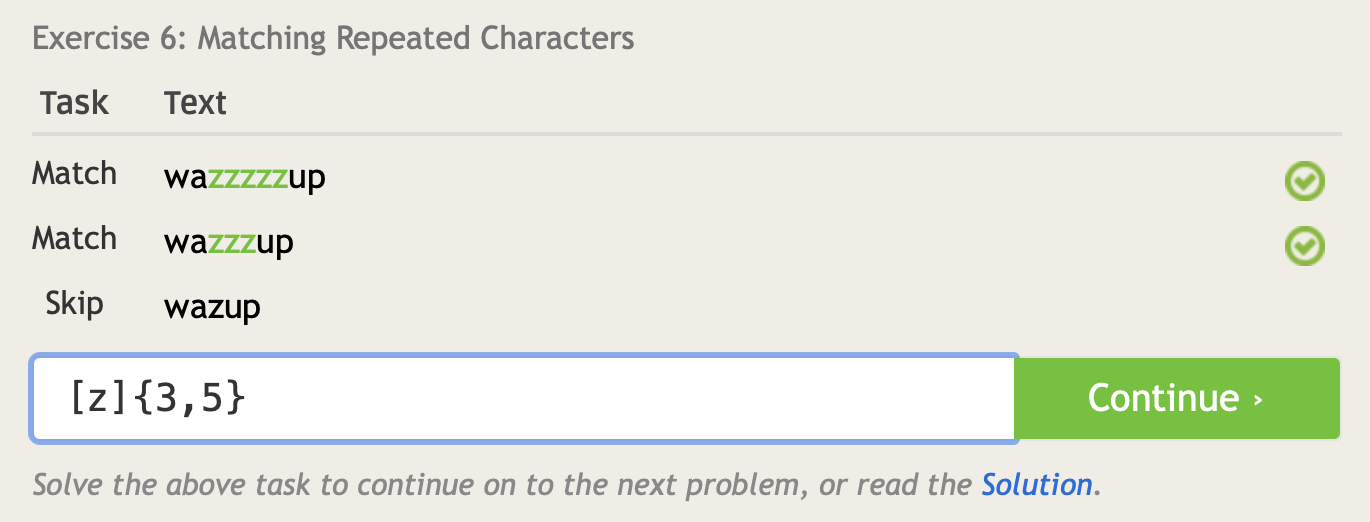 Exercise 6: Matching Repeated Characters
Task Text
Match wazzzzzup
Match wazzzup
Skip wazup
[z]{3,5} Continue ›
Solve the above task to continue on to the next problem, or read the Solution.